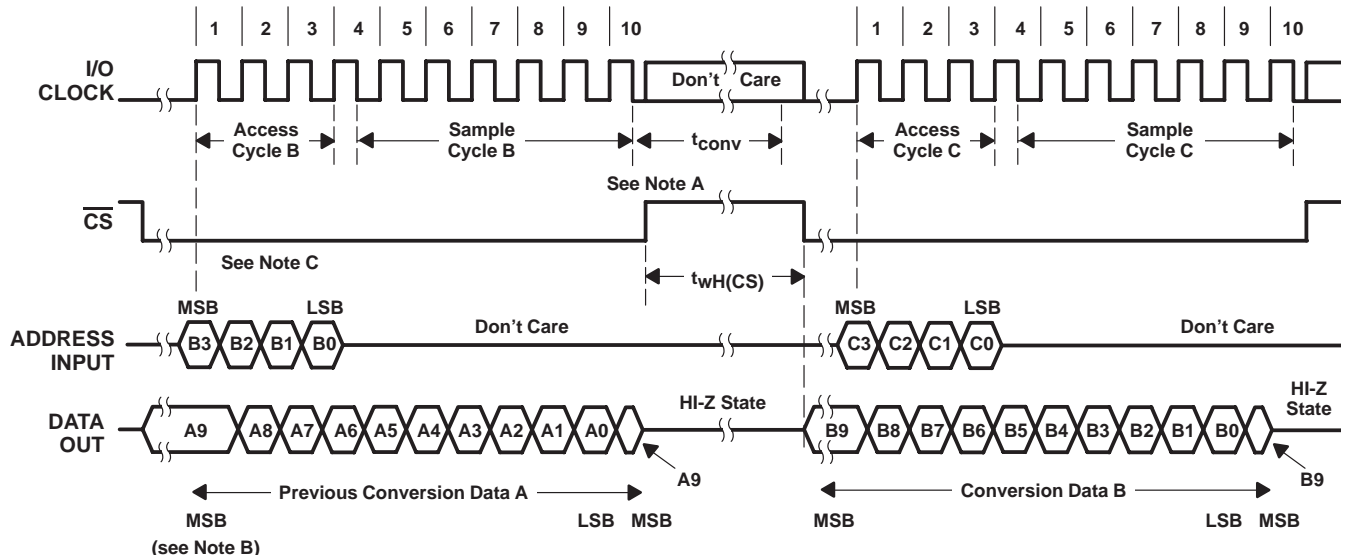 1 2 3 4 5 6 7 8 9 10 1 2 3 4 5 6 7 8 9 10
I/O
CLOCK
Don't Care
Access
Cycle B
Sample
Cycle B
tconv
Access
Cycle C
Sample
Cycle C
See Note A
CS
See Note C
twH(CS)
MSB LSB MSB LSB
ADDRESS
INPUT
B3 B2 B1 B0 Don't Care C3 C2 C1 C0 Don't Care
DATA
OUT
A9 A8 A7 A6 A5 A4 A3 A2 A1 A0 HI-Z State B9 B8 B7 B6 B5 B4 B3 B2 B1 B0 HI-Z
State
A9 B9
Previous Conversion Data A Conversion Data B
MSB LSB MSB MSB LSB MSB
(see Note B)